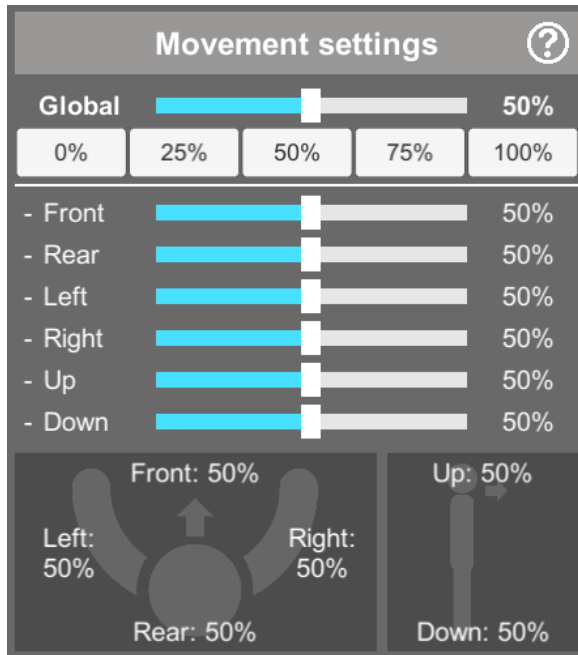 Movement settings ?
Global 50%
0% 25% 50% 75% 100%
- Front 50%
- Rear 50%
- Left 50%
- Right 50%
- Up 50%
- Down 50%
Front: 50%
Left:
50%
Right:
50%
Rear: 50%
Up: 50%
Down: 50%